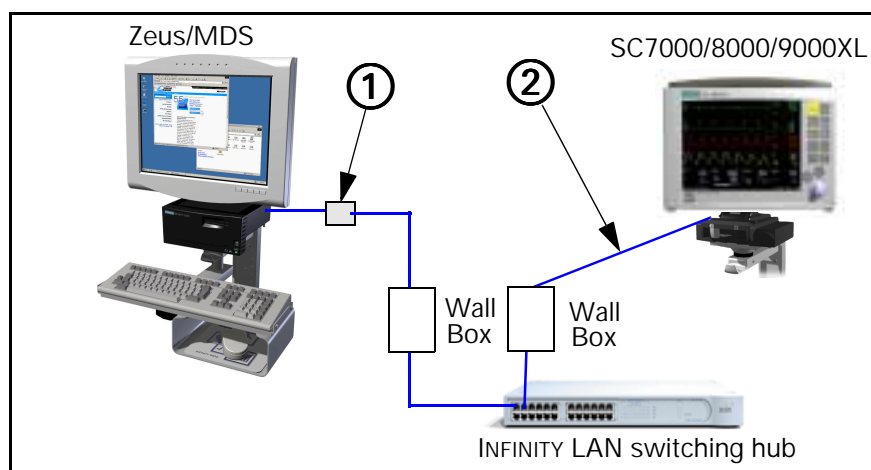 Zeus/MDS
SC7000/8000/9000XL
1
2
Wall
Box
Wall
Box
INFINITY LAN switching hub